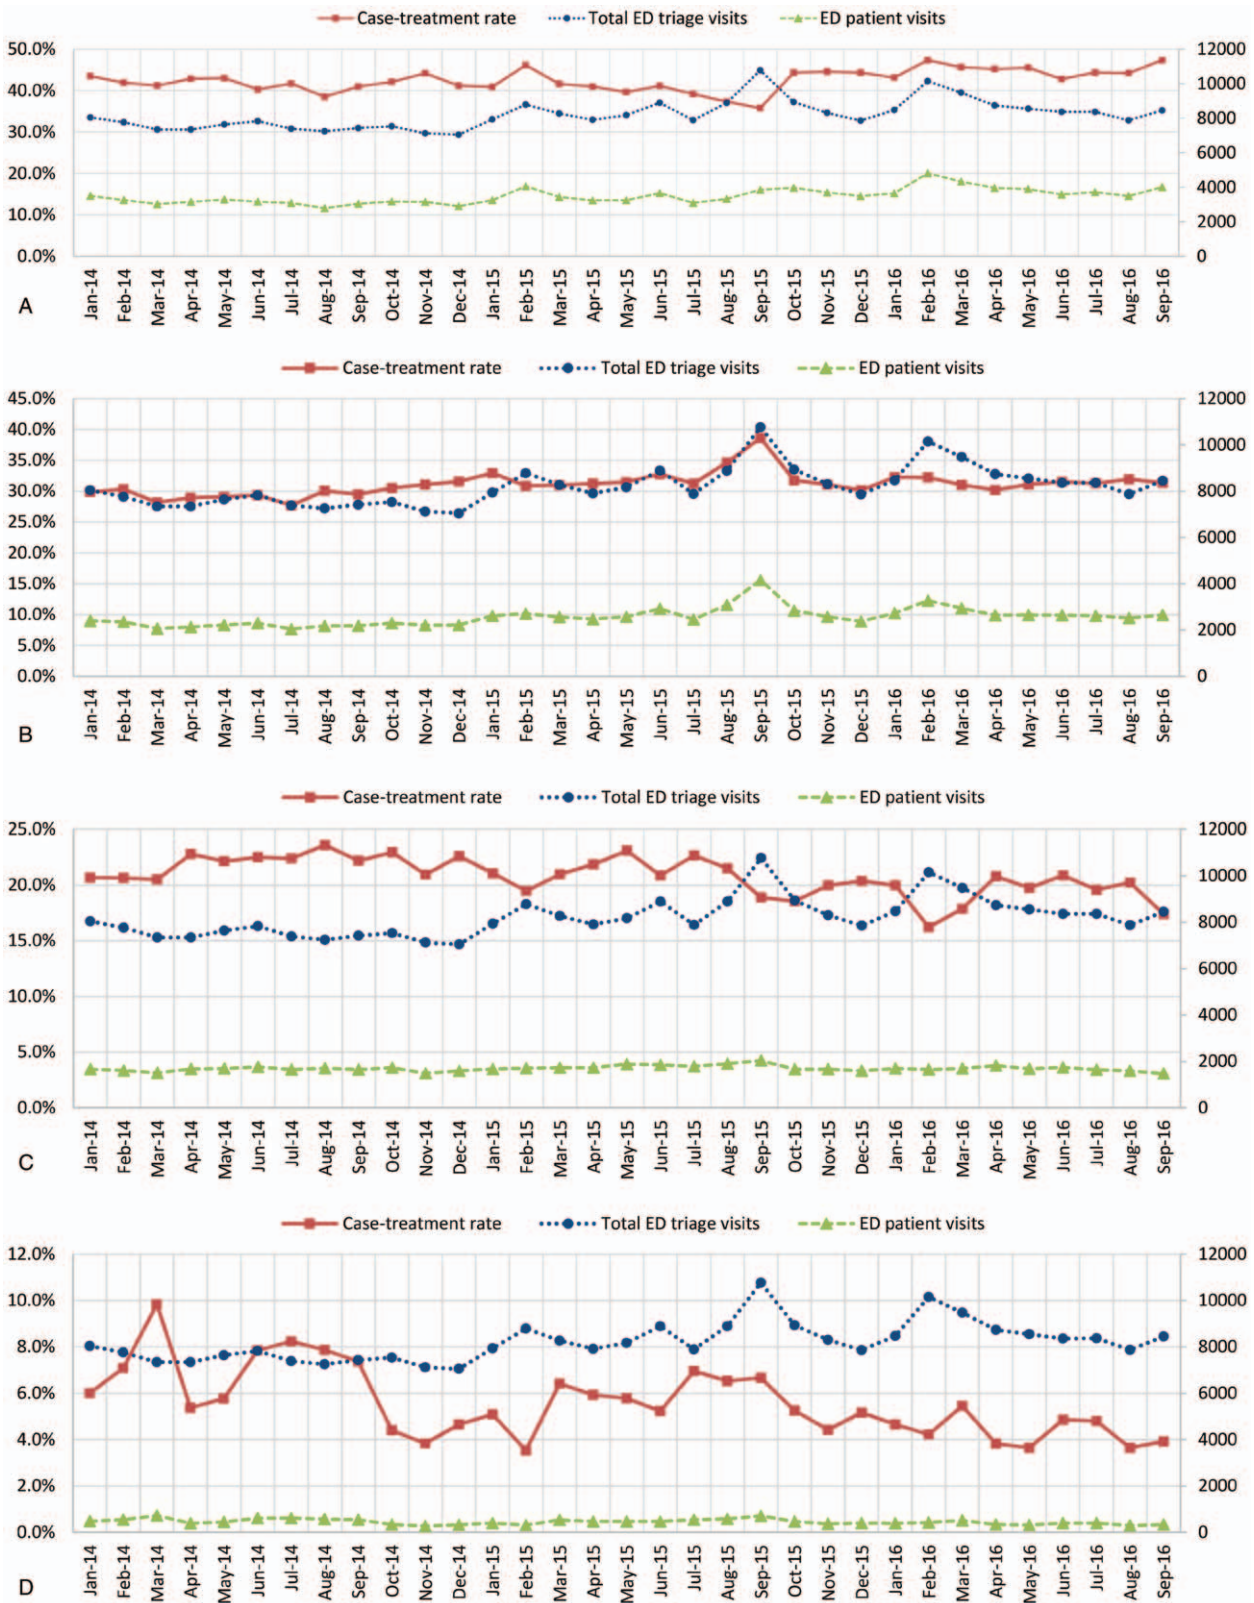 Case-treatment rate Total ED triage visits ED patient visits
50.0% 12000
40.0% 10000
30.0% 8000
20.0% 6000
10.0% 4000
0.0% 2000
0
Jan-14 Feb-14 Mar-14 Apr-14 May-14 Jun-14 Jul-14 Aug-14 Sep-14 Oct-14 Nov-14 Dec-14 Jan-15 Feb-15 Mar-15 Apr-15 May-15 Jun-15 Jul-15 Aug-15 Sep-15 Oct-15 Nov-15 Dec-15 Jan-16 Feb-16 Mar-16 Apr-16 May-16 Jun-16 Jul-16 Aug-16 Sep-16
A
Case-treatment rate Total ED triage visits ED patient visits
45.0% 12000
40.0%
35.0% 10000
30.0% 8000
25.0%
20.0% 6000
15.0% 4000
10.0%
5.0% 2000
0.0% 0
Jan-14 Feb-14 Mar-14 Apr-14 May-14 Jun-14 Jul-14 Aug-14 Sep-14 Oct-14 Nov-14 Dec-14 Jan-15 Feb-15 Mar-15 Apr-15 May-15 Jun-15 Jul-15 Aug-15 Sep-15 Oct-15 Nov-15 Dec-15 Jan-16 Feb-16 Mar-16 Apr-16 May-16 Jun-16 Jul-16 Aug-16 Sep-16
B
Case-treatment rate Total ED triage visits ED patient visits
25.0% 12000
20.0% 10000
15.0% 8000
10.0% 6000
5.0% 4000
0.0% 2000
0
Jan-14 Feb-14 Mar-14 Apr-14 May-14 Jun-14 Jul-14 Aug-14 Sep-14 Oct-14 Nov-14 Dec-14 Jan-15 Feb-15 Mar-15 Apr-15 May-15 Jun-15 Jul-15 Aug-15 Sep-15 Oct-15 Nov-15 Dec-15 Jan-16 Feb-16 Mar-16 Apr-16 May-16 Jun-16 Jul-16 Aug-16 Sep-16
C
Case-treatment rate Total ED triage visits ED patient visits
12.0% 12000
10.0% 10000
8.0% 8000
6.0% 6000
4.0% 4000
2.0% 2000
0.0% 0
Jan-14 Feb-14 Mar-14 Apr-14 May-14 Jun-14 Jul-14 Aug-14 Sep-14 Oct-14 Nov-14 Dec-14 Jan-15 Feb-15 Mar-15 Apr-15 May-15 Jun-15 Jul-15 Aug-15 Sep-15 Oct-15 Nov-15 Dec-15 Jan-16 Feb-16 Mar-16 Apr-16 May-16 Jun-16 Jul-16 Aug-16 Sep-16
D